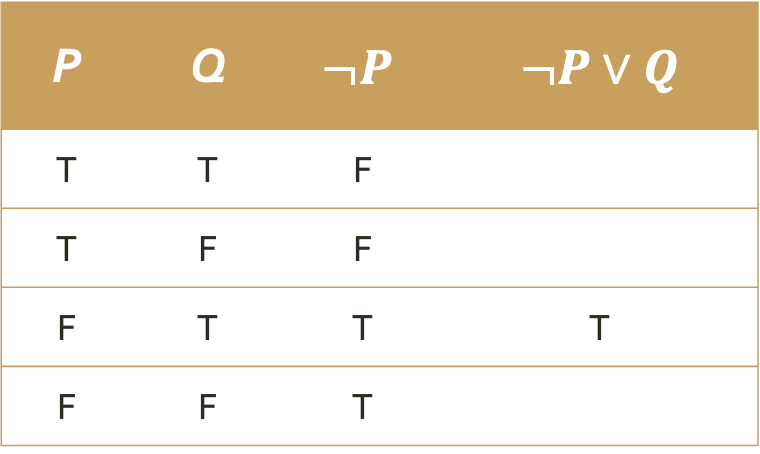 P Q ¬P ¬P ∨ Q
T T F
T F F
F T T T
F F T